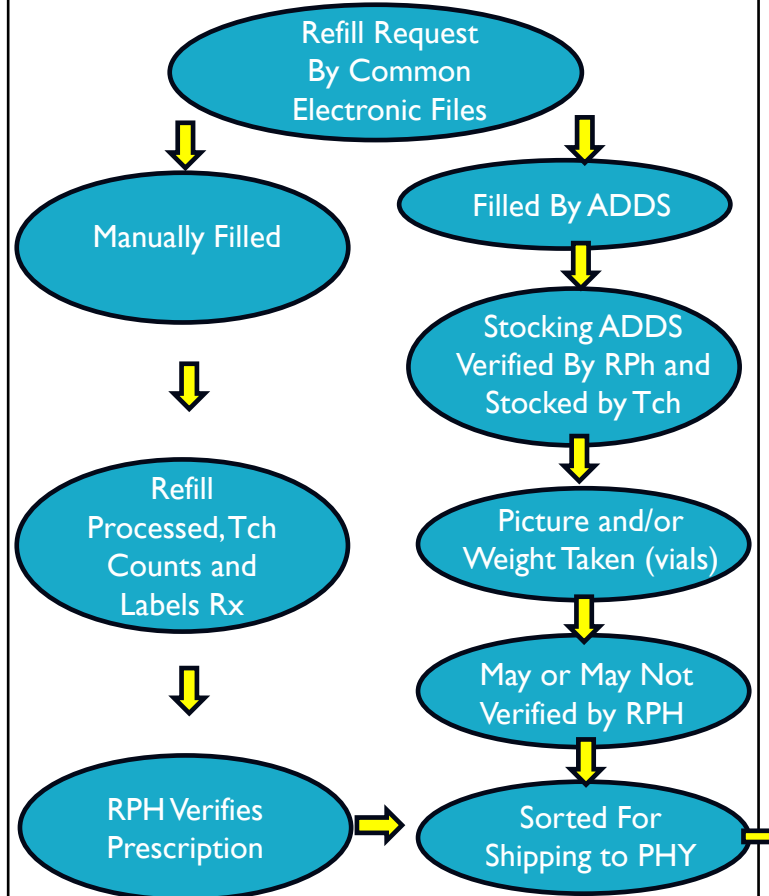 Refill Request
By Common
Electronic Files
Manually Filled
Refill
Processed, Tch
Counts and
Labels Rx
RPH Verifies
Prescription
Filled By ADDS
Stocking ADDS
Verified By RPh and
Stocked by Tch
Picture and/or
Weight Taken (vials)
May or May Not
Verified by RPH
Sorted For
Shipping to PHY